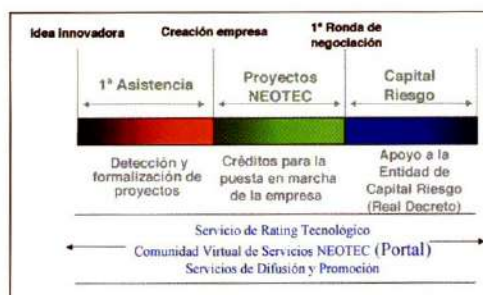 Idea innovadora
Creación empresa
1ª Ronda de
negociación
1ª Asistencia
Proyectos
NEOTEC
Capital
Riesgo
Detección y
formalización de
proyectos
Créditos para la
puesta en marcha
de la empresa
Apoyo a la
Entidad de
Capital Riesgo
(Real Decreto)
Servicio de Rating Tecnológico
Comunidad Virtual de Servicios NEOTEC (Portal)
Servicios de Difusión y Promoción